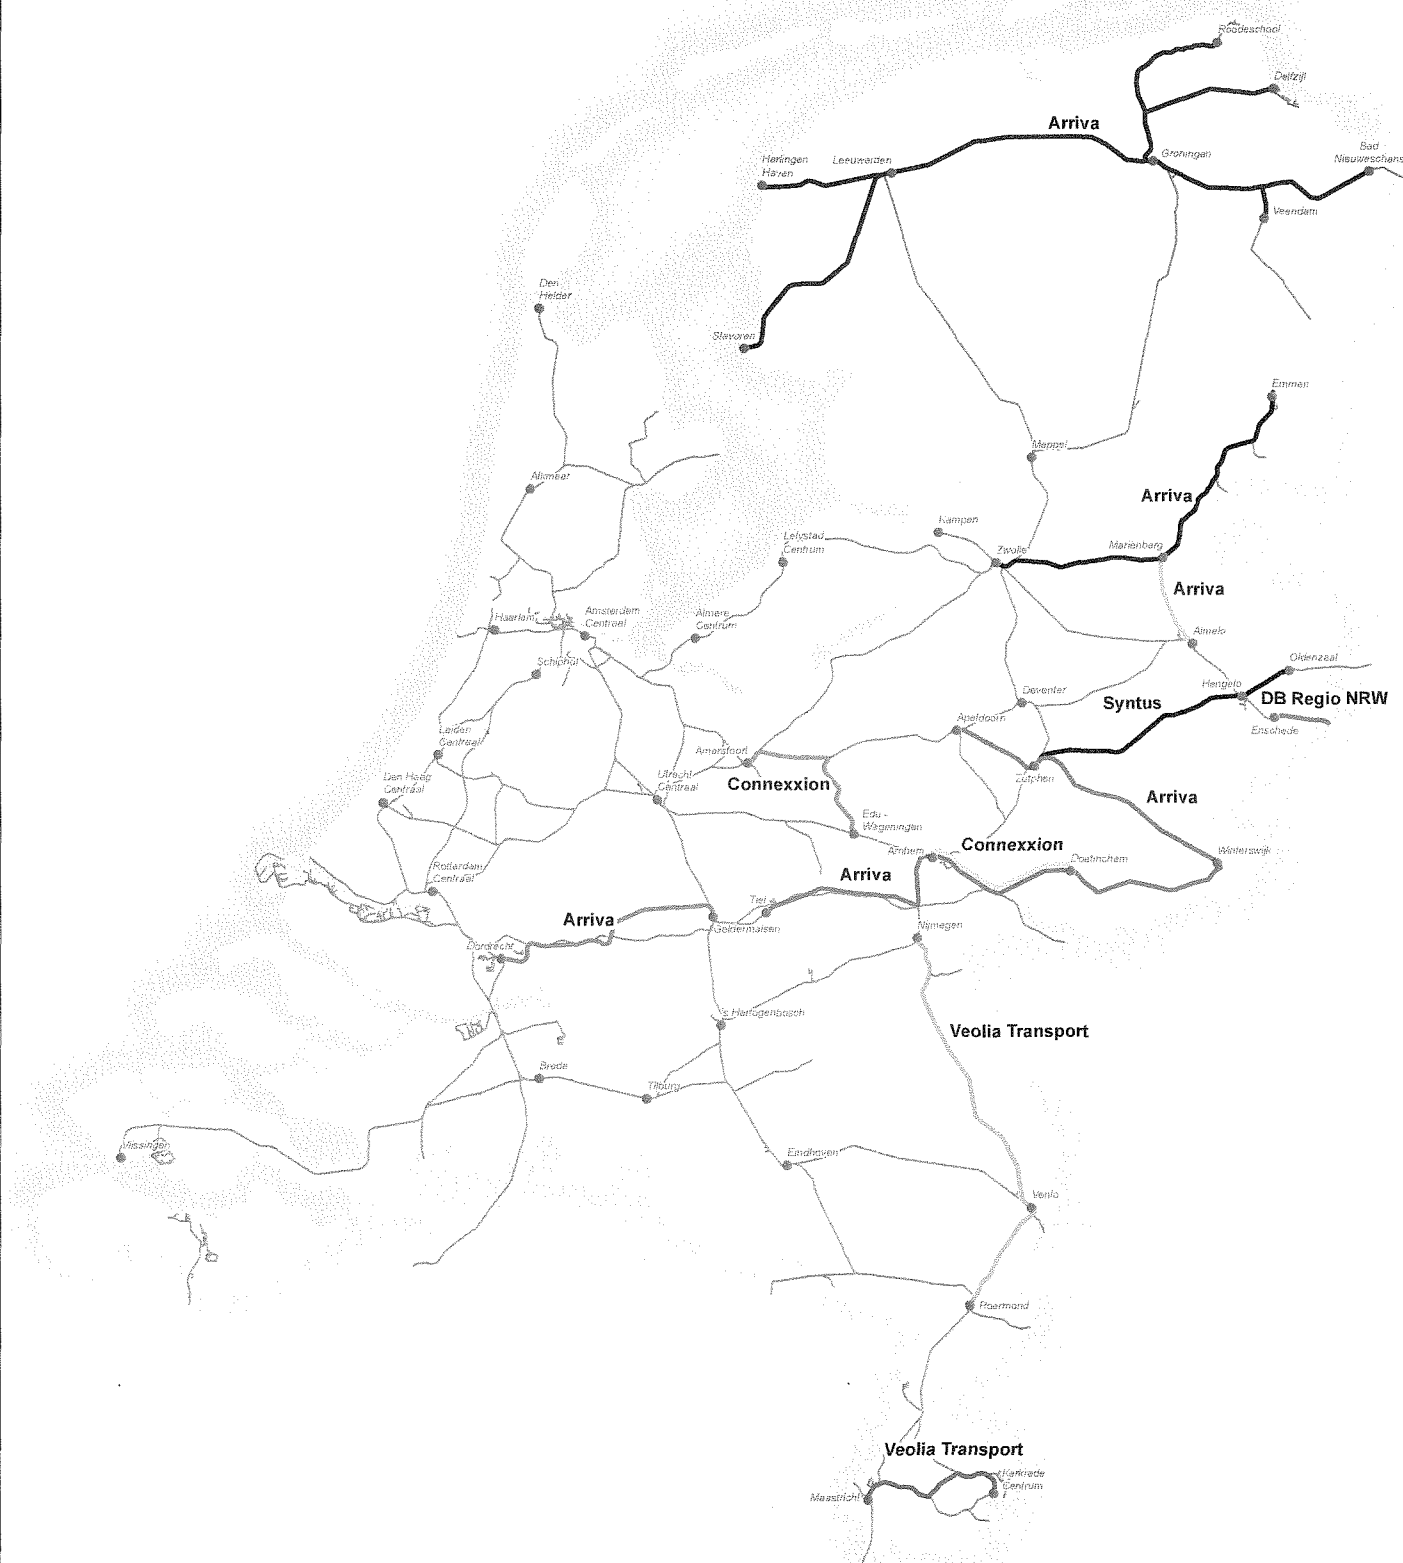 Roodeschool
Delfzijl
Arriva
Groningen
Bad -
Nieuweschans
Harlingen
Haven
Leeuwarden
Veendam
Den
Helder
Stavoren
Emmen
Meppel
Alkmaar
Arriva
Kampen
Lelystad
Centrum
Zwolle
Mariënberg
Arriva
Haarlem
Amsterdam
Centraal
Almere
Centrum
Almelo
Schiphol
Oldenzaal
Hengelo
Deventer
Syntus
DB Regio NRW
Apeldoorn
Enschede
Leiden
Centraal
Amersfoort
Den Haag
Centraal
Utrecht
Centraal
Connexxion
Zutphen
Arriva
Ede -
Wageningen
Connexxion
Arnhem
Doetinchem
Winterswijk
Rotterdam
Centraal
Arriva
Tiel
Arriva
Geldermalsen
Nijmegen
Dordrecht
's Hertogenbosch
Veolia Transport
Breda
Tilburg
Vlissingen
Eindhoven
Venlo
Roermond
Veolia Transport
Kerkrade
Centrum
Maastricht